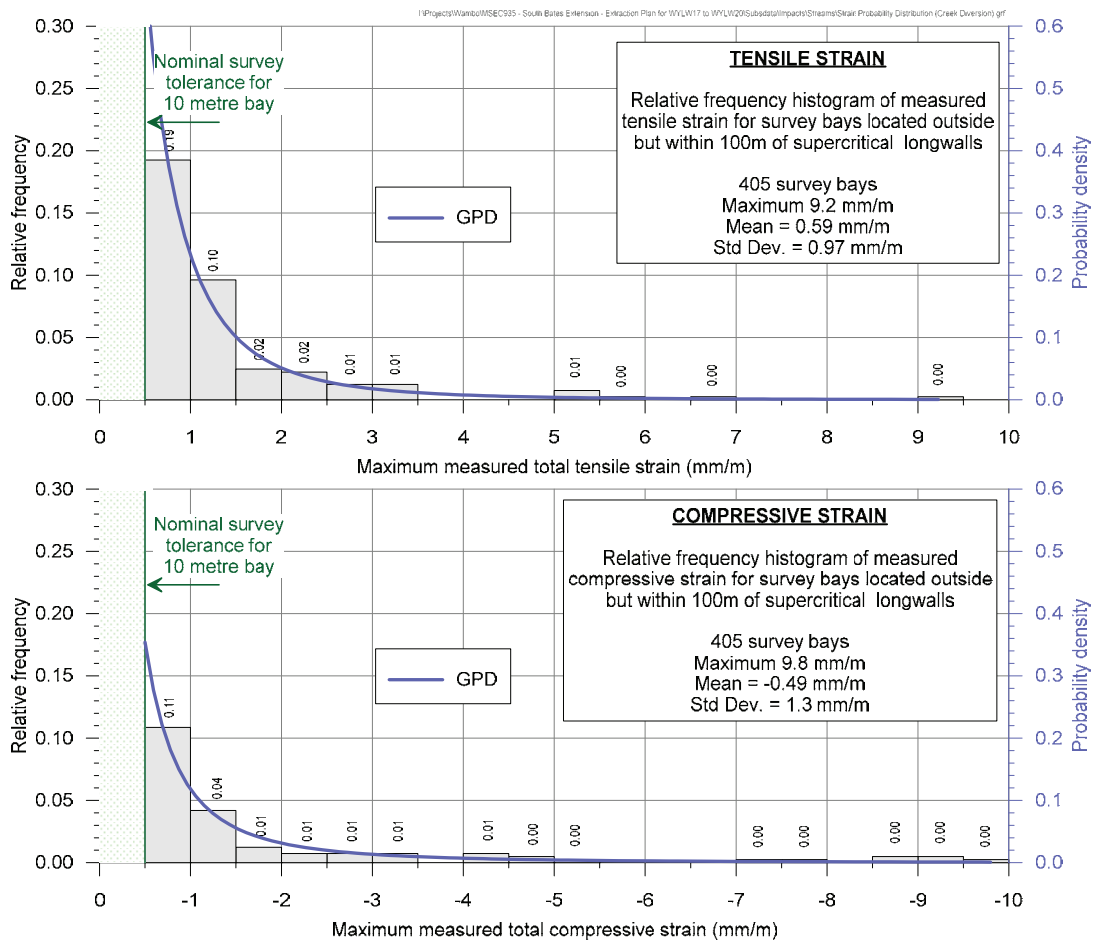 I:\Projects\Wambo\MSEC935 - South Bates Extension - Extraction Plan for WYLW17 to WYLW20\Subsdata\Impacts\Streams\Strain Probability Distribution (Creek Diversion).grf
TENSILE STRAIN
Relative frequency histogram of measured
tensile strain for survey bays located outside
but within 100m of supercritical longwalls
405 survey bays
Maximum 9.2 mm/m
Mean = 0.59 mm/m
Std Dev. = 0.97 mm/m
Nominal survey
tolerance for
10 metre bay
GPD
Relative frequency
0.30
0.25
0.20
0.15
0.10
0.05
0.00
0.19
0.10
0.02
0.02
0.01
0.01
0.01
0.00
0.00
0.00
Probability density
0.6
0.5
0.4
0.3
0.2
0.1
0.0
0 1 2 3 4 5 6 7 8 9 10
Maximum measured total tensile strain (mm/m)
COMPRESSIVE STRAIN
Relative frequency histogram of measured
compressive strain for survey bays located outside
but within 100m of supercritical longwalls
405 survey bays
Maximum 9.8 mm/m
Mean = -0.49 mm/m
Std Dev. = 1.3 mm/m
Nominal survey
tolerance for
10 metre bay
GPD
Relative frequency
0.30
0.25
0.20
0.15
0.10
0.05
0.00
0.11
0.04
0.01
0.01
0.01
0.01
0.01
0.00
0.00
0.00
0.00
0.00
0.00
0.00
Probability density
0.6
0.5
0.4
0.3
0.2
0.1
0.0
0 -1 -2 -3 -4 -5 -6 -7 -8 -9 -10
Maximum measured total compressive strain (mm/m)